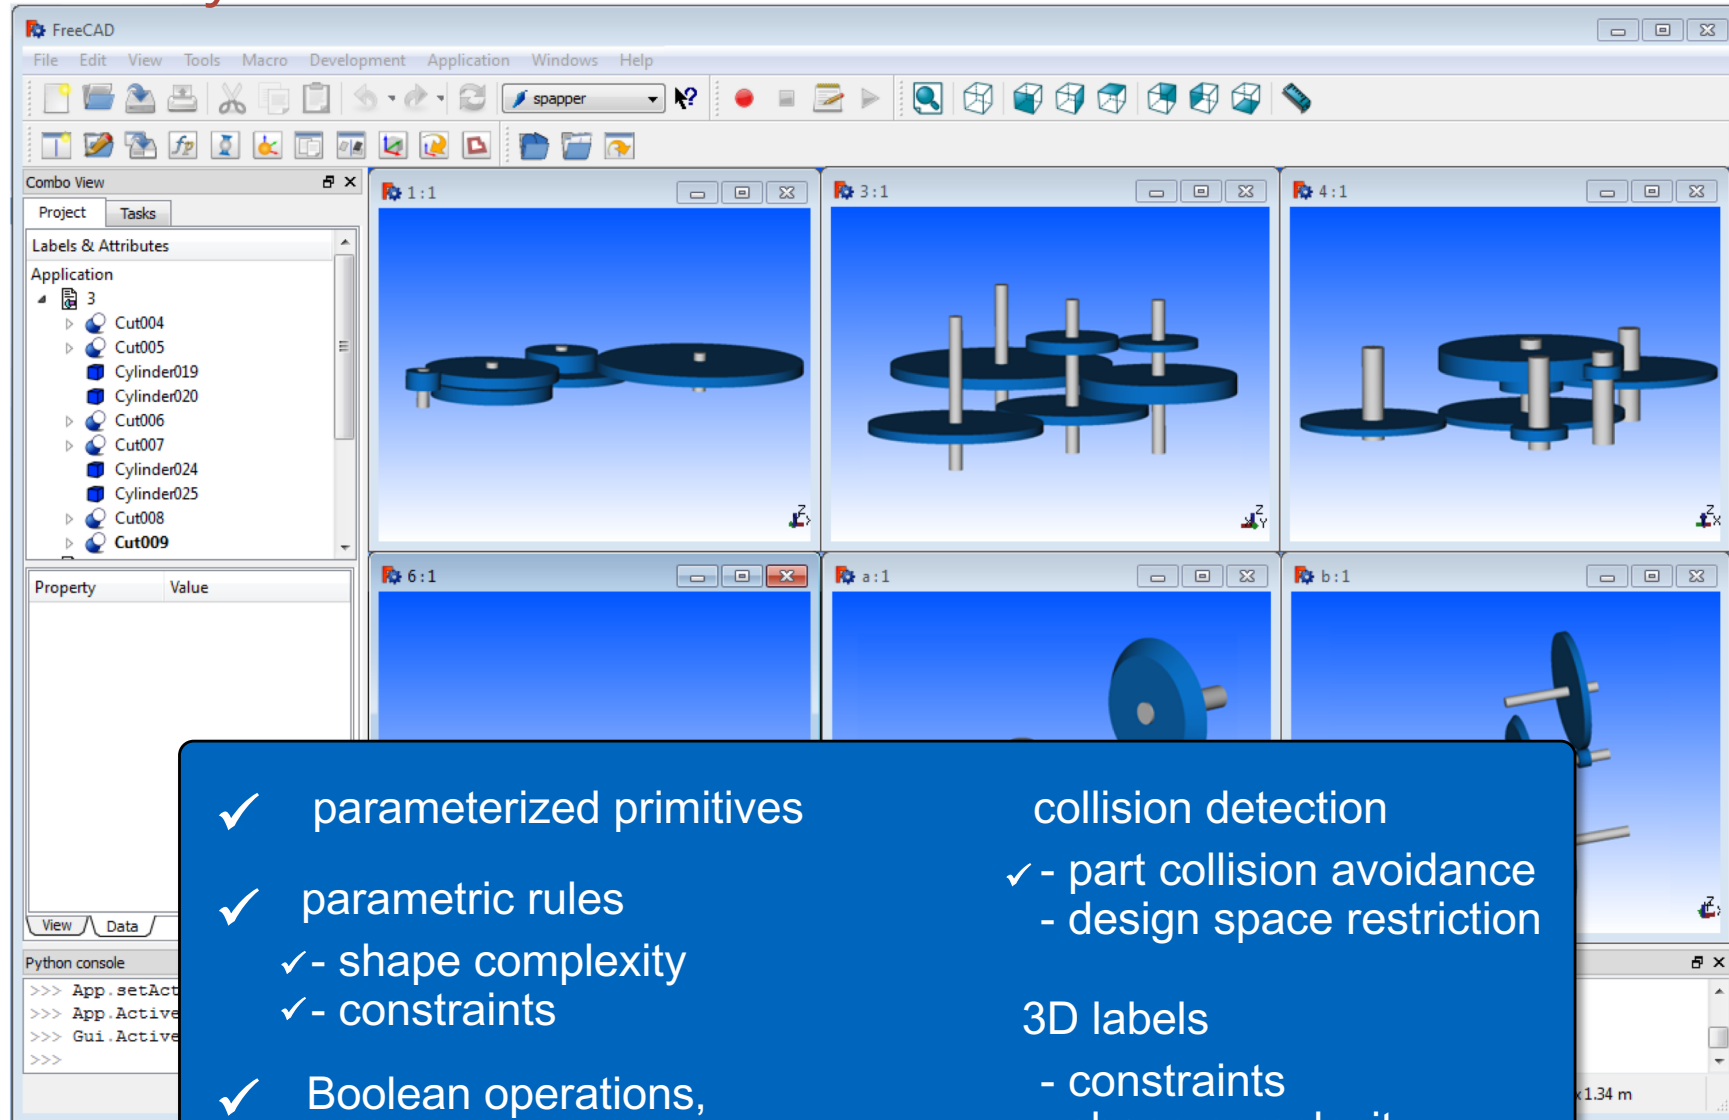 FreeCAD
File Edit View Tools Macro Development Application Windows Help
spapper
Combo View
Project Tasks
Labels & Attributes
Application
3
Cut004
Cut005
Cylinder019
Cylinder020
Cut006
Cut007
Cylinder024
Cylinder025
Cut008
Cut009
Property Value
View Data
1:1
Z
3:1
Z
Y
4:1
Z
X
6:1
a:1
b:1
Z
Python console
>>> App.setAct
>>> App.Active
>>> Gui.Active
>>>
✓ parameterized primitives
✓ parametric rules
✓ - shape complexity
✓ - constraints
✓ Boolean operations,
collision detection
✓ - part collision avoidance
- design space restriction
3D labels
- constraints
x 1.34 m